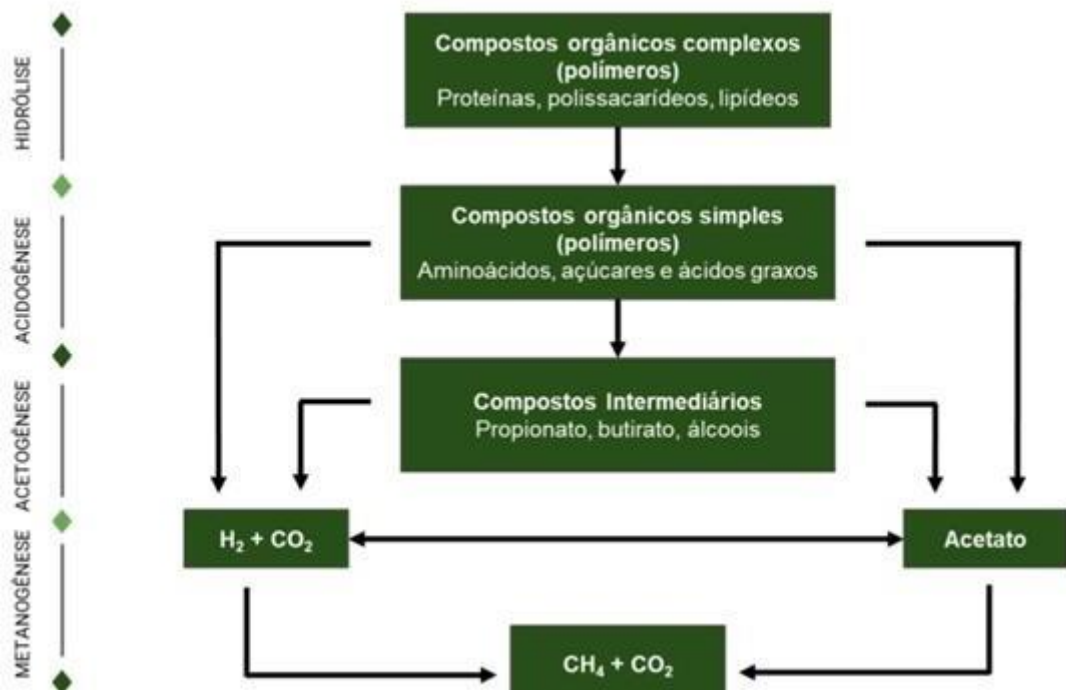 HIDRÓLISE
Compostos orgânicos complexos
(polímeros)
Proteínas, polissacarídeos, lipídeos
ACIDOGÊNESE
Compostos orgânicos simples
(polímeros)
Aminoácidos, açúcares e ácidos graxos
ACETOGÊNESE
Compostos Intermediários
Propionato, butirato, álcoois
METANOGÊNESE
H₂ + CO₂
Acetato
CH₄ + CO₂